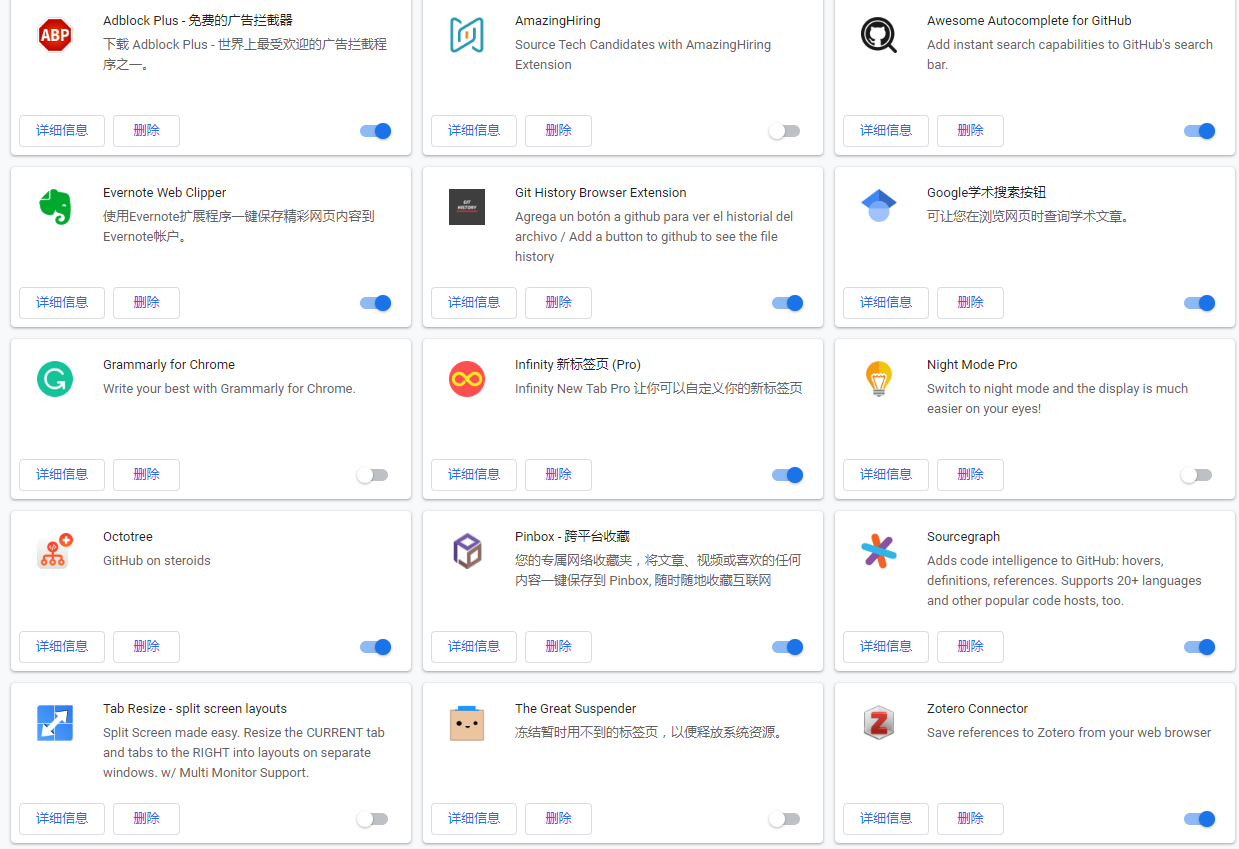 ABP
Adblock Plus - 免费的广告拦截器
下载 Adblock Plus - 世界上最受欢迎的广告拦截程
序之一。
详细信息
删除
AmazingHiring
Source Tech Candidates with AmazingHiring
Extension
详细信息
删除
Awesome Autocomplete for GitHub
Add instant search capabilities to GitHub's search
bar.
详细信息
删除
Evernote Web Clipper
使用Evernote扩展程序一键保存精彩网页内容到
Evernote帐户。
详细信息
删除
GIT
HISTORY
Git History Browser Extension
Agrega un botón a github para ver el historial del
archivo / Add a button to github to see the file
history
详细信息
删除
Google学术搜索按钮
可让您在浏览网页时查询学术文章。
详细信息
删除
G
Grammarly for Chrome
Write your best with Grammarly for Chrome.
详细信息
删除
Infinity 新标签页 (Pro)
Infinity New Tab Pro 让你可以自定义你的新标签页
详细信息
删除
Night Mode Pro
Switch to night mode and the display is much
easier on your eyes!
详细信息
删除
Octotree
GitHub on steroids
详细信息
删除
Pinbox - 跨平台收藏
您的专属网络收藏夹，将文章、视频或喜欢的任何
内容一键保存到 Pinbox, 随时随地收藏互联网
详细信息
删除
Sourcegraph
Adds code intelligence to GitHub: hovers,
definitions, references. Supports 20+ languages
and other popular code hosts, too.
详细信息
删除
Tab Resize - split screen layouts
Split Screen made easy. Resize the CURRENT tab
and tabs to the RIGHT into layouts on separate
windows. w/ Multi Monitor Support.
详细信息
删除
The Great Suspender
冻结暂时用不到的标签页，以便释放系统资源。
详细信息
删除
Z
Zotero Connector
Save references to Zotero from your web browser
详细信息
删除